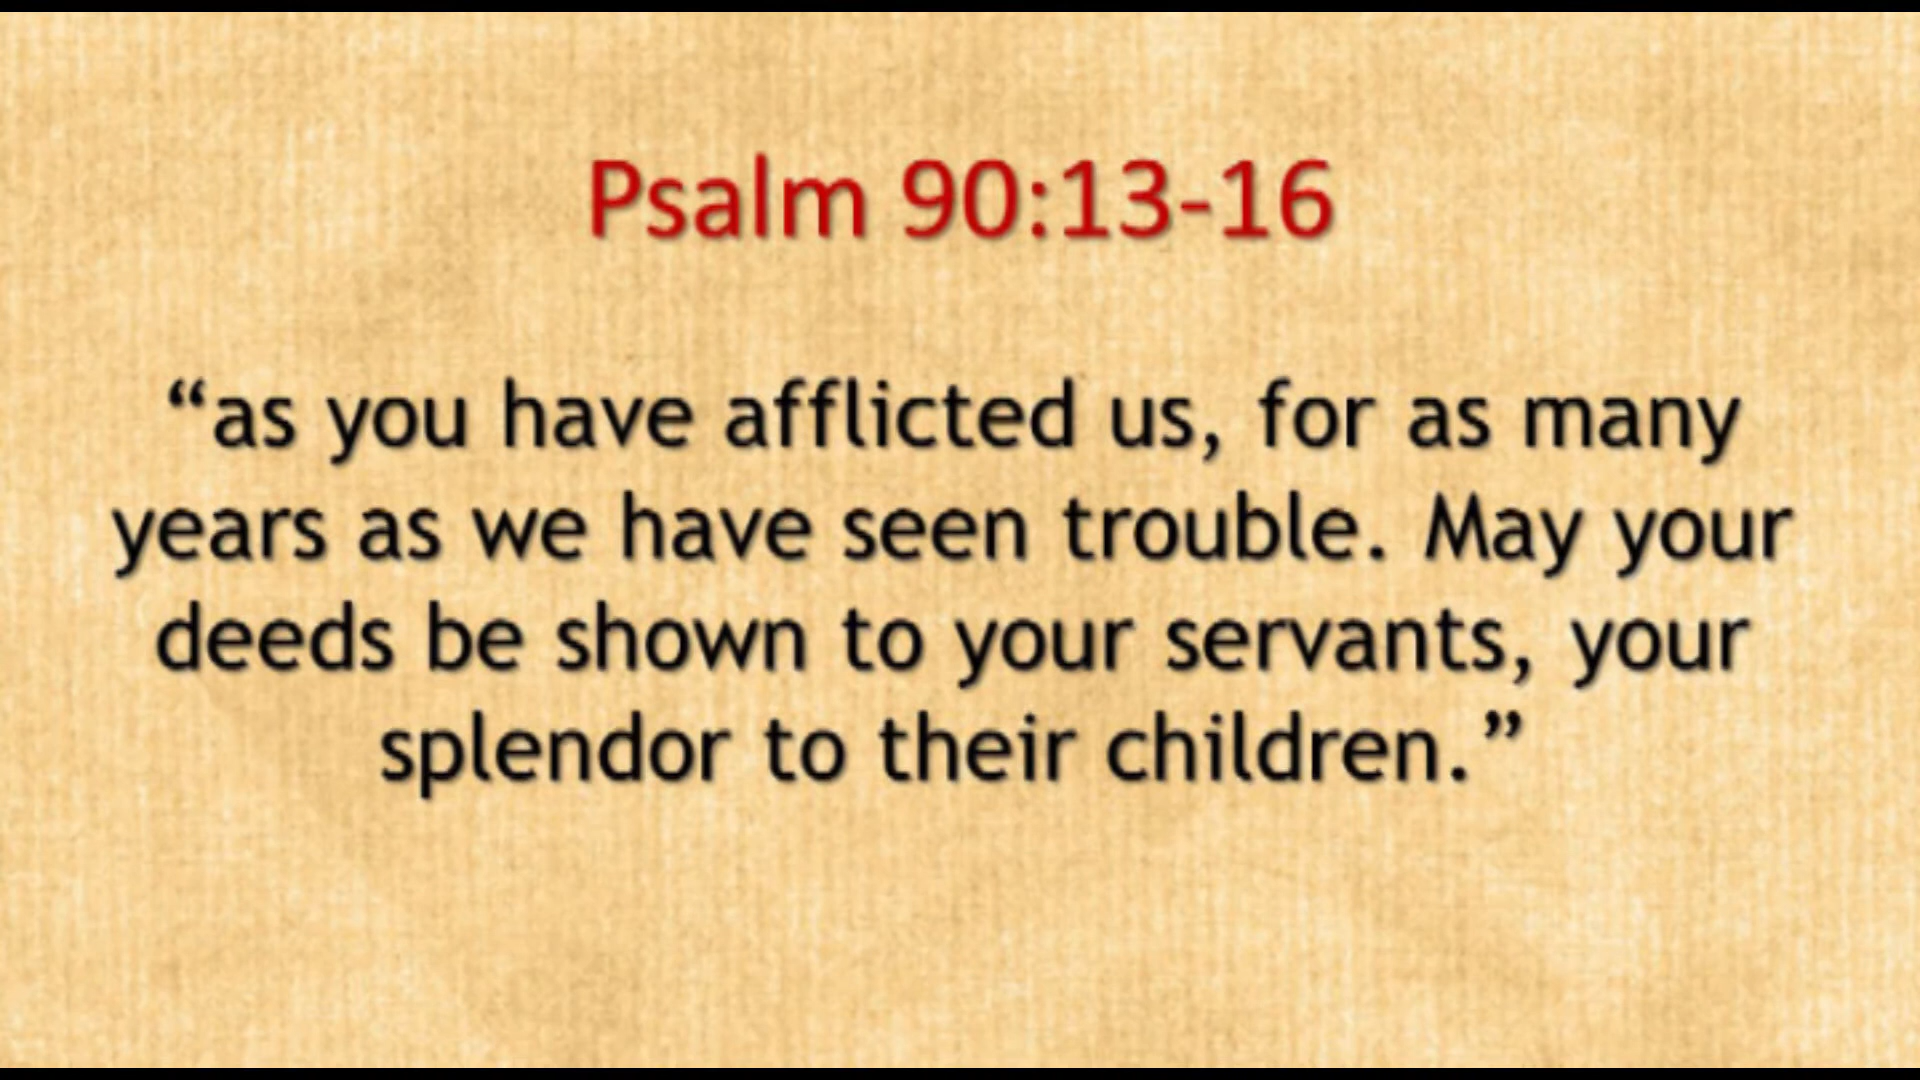 Psalm 90:13-16
“as you have afflicted us, for as many
years as we have seen trouble. May your
deeds be shown to your servants, your
splendor to their children.”